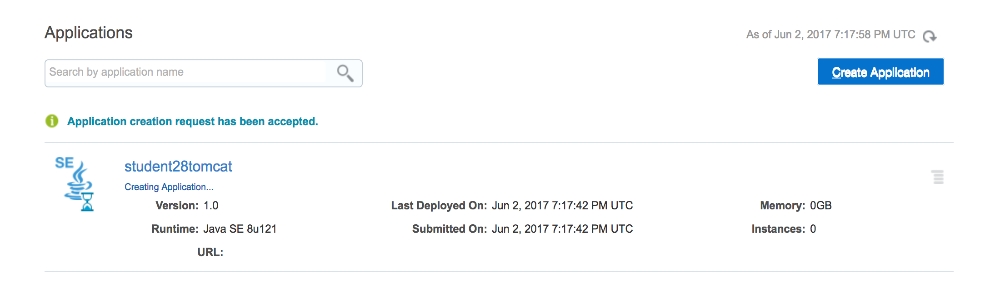 Applications
As of Jun 2, 2017 7:17:58 PM UTC
Search by application name
Create Application
Application creation request has been accepted.
SE
student28tomcat
Creating Application...
Version: 1.0 Last Deployed On: Jun 2, 2017 7:17:42 PM UTC Memory: 0GB
Runtime: Java SE 8u121 Submitted On: Jun 2, 2017 7:17:42 PM UTC Instances: 0
URL: